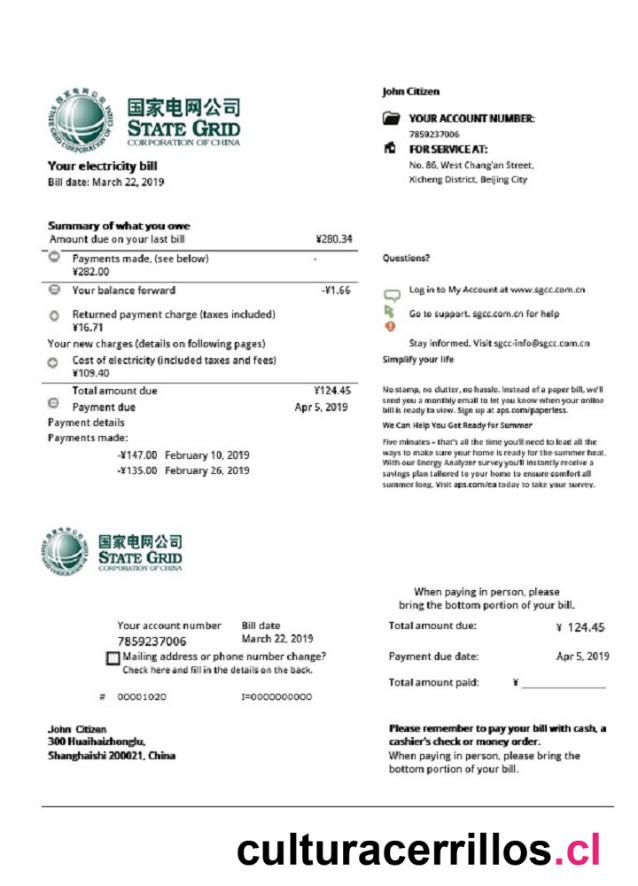 国家电网公司
STATE GRID
CORPORATION OF CHINA
Your electricity bill
Bill date: March 22, 2019
John Citizen
YOUR ACCOUNT NUMBER:
7859237006
FOR SERVICE AT:
No. 86, West Chang'an Street,
Xicheng District, Beijing City
Summary of what you owe
Amount due on your last bill ¥280.34
Payments made, (see below) -
¥282.00
Your balance forward -¥1.66
Returned payment charge (taxes included)
¥16.71
Your new charges (details on following pages)
Cost of electricity (included taxes and fees)
¥109.40
Total amount due ¥124.45
Payment due Apr 5, 2019
Payment details
Payments made:
-¥147.00 February 10, 2019
-¥135.00 February 26, 2019
Questions?
Log in to My Account at www.sgcc.com.cn
Go to support. sgcc.com.cn for help
Stay informed. Visit sgcc-info@sgcc.com.cn
Simplify your life
No stamp, no clutter, no hassle. Instead of a paper bill, we'll
send you a monthly email to let you know when your online
bill is ready to view. Sign up at aps.com/paperless.
We Can Help You Get Ready for Summer
Five minutes – that's all the time you'll need to lead all the
ways to make sure your home is ready for the summer heat.
With our Energy Analyzer survey you'll instantly receive a
savings plan tailored to your home to ensure comfort all
summer long. Visit aps.com/ea today to take your survey.
国家电网公司
STATE GRID
CORPORATION OF CHINA
Your account number Bill date
7859237006 March 22, 2019
Mailing address or phone number change?
Check here and fill in the details on the back.
# 00001020 I=0000000000
John Citizen
300 Huaihaizhonglu,
Shanghaishi 200021, China
When paying in person, please
bring the bottom portion of your bill.
Total amount due: ¥ 124.45
Payment due date: Apr 5, 2019
Total amount paid: ¥
Please remember to pay your bill with cash, a
cashier's check or money order.
When paying in person, please bring the
bottom portion of your bill.
culturacerrillos.cl